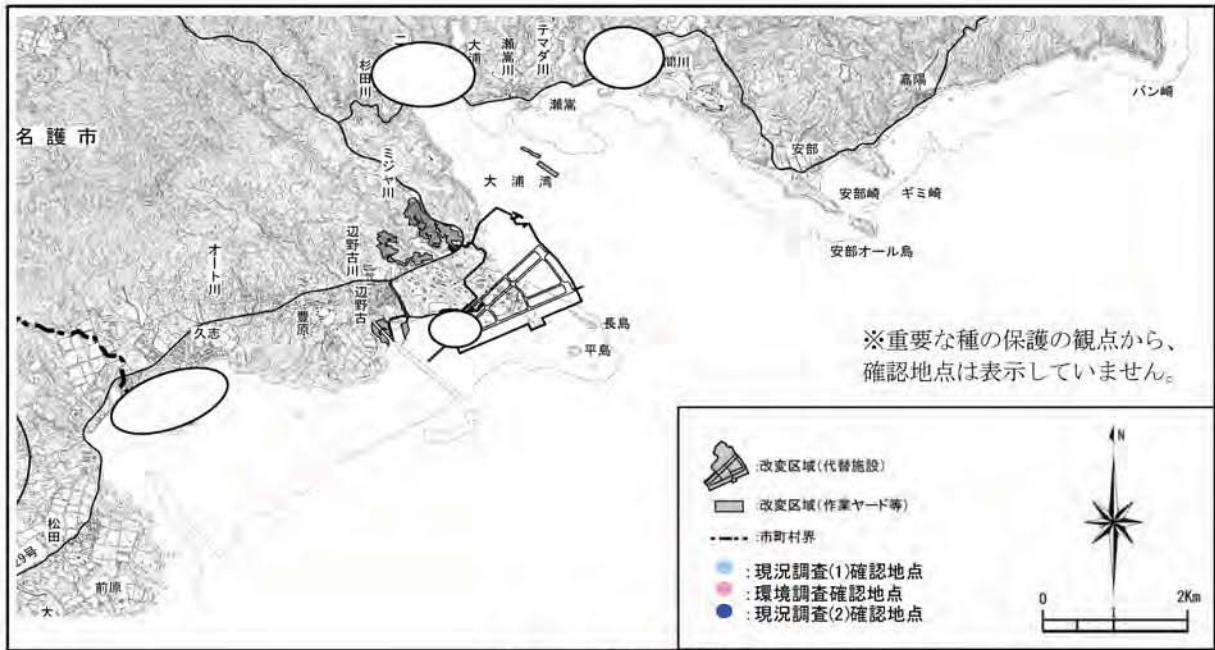 二
杉田川
大浦
瀬嵩川
テマダ川
間川
嘉陽
バン崎
瀬嵩
名護市
安部
ミジャ川
大浦湾
安部崎
ギミ崎
安部オール島
辺野古川
オート川
辺野古
久志
豊原
長島
平島
※重要な種の保護の観点から、
確認地点は表示していません。
:改変区域(代替施設)
:改変区域(作業ヤード等)
:市町村界
:現況調査(1)確認地点
:環境調査確認地点
:現況調査(2)確認地点
N
0 2Km
松田
29号
前原
大